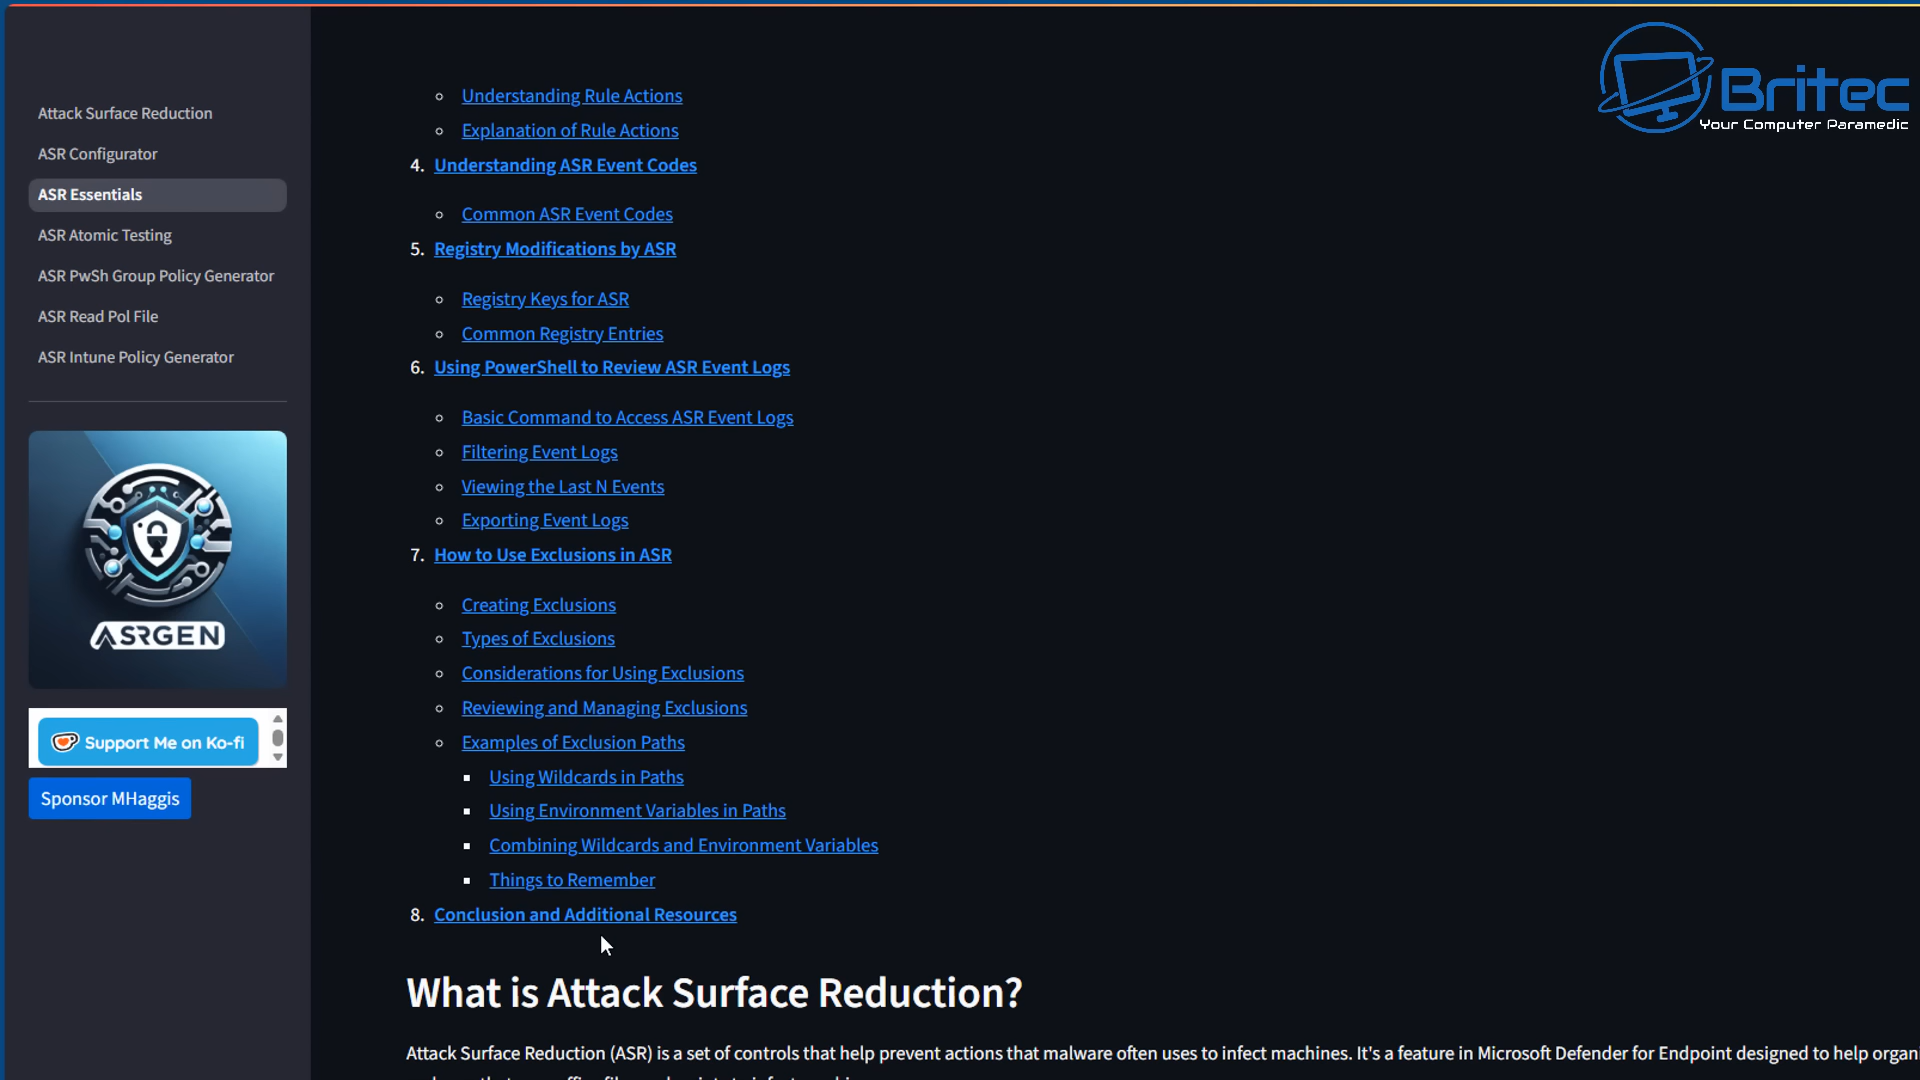 Britec
Your Computer Paramedic
Attack Surface Reduction
ASR Configurator
ASR Essentials
ASR Atomic Testing
ASR PwSh Group Policy Generator
ASR Read Pol File
ASR Intune Policy Generator
ASRGEN
Support Me on Ko-fi
Sponsor MHaggis
Understanding Rule Actions
Explanation of Rule Actions
4. Understanding ASR Event Codes
Common ASR Event Codes
5. Registry Modifications by ASR
Registry Keys for ASR
Common Registry Entries
6. Using PowerShell to Review ASR Event Logs
Basic Command to Access ASR Event Logs
Filtering Event Logs
Viewing the Last N Events
Exporting Event Logs
7. How to Use Exclusions in ASR
Creating Exclusions
Types of Exclusions
Considerations for Using Exclusions
Reviewing and Managing Exclusions
Examples of Exclusion Paths
Using Wildcards in Paths
Using Environment Variables in Paths
Combining Wildcards and Environment Variables
Things to Remember
8. Conclusion and Additional Resources
What is Attack Surface Reduction?
Attack Surface Reduction (ASR) is a set of controls that help prevent actions that malware often uses to infect machines. It's a feature in Microsoft Defender for Endpoint designed to help